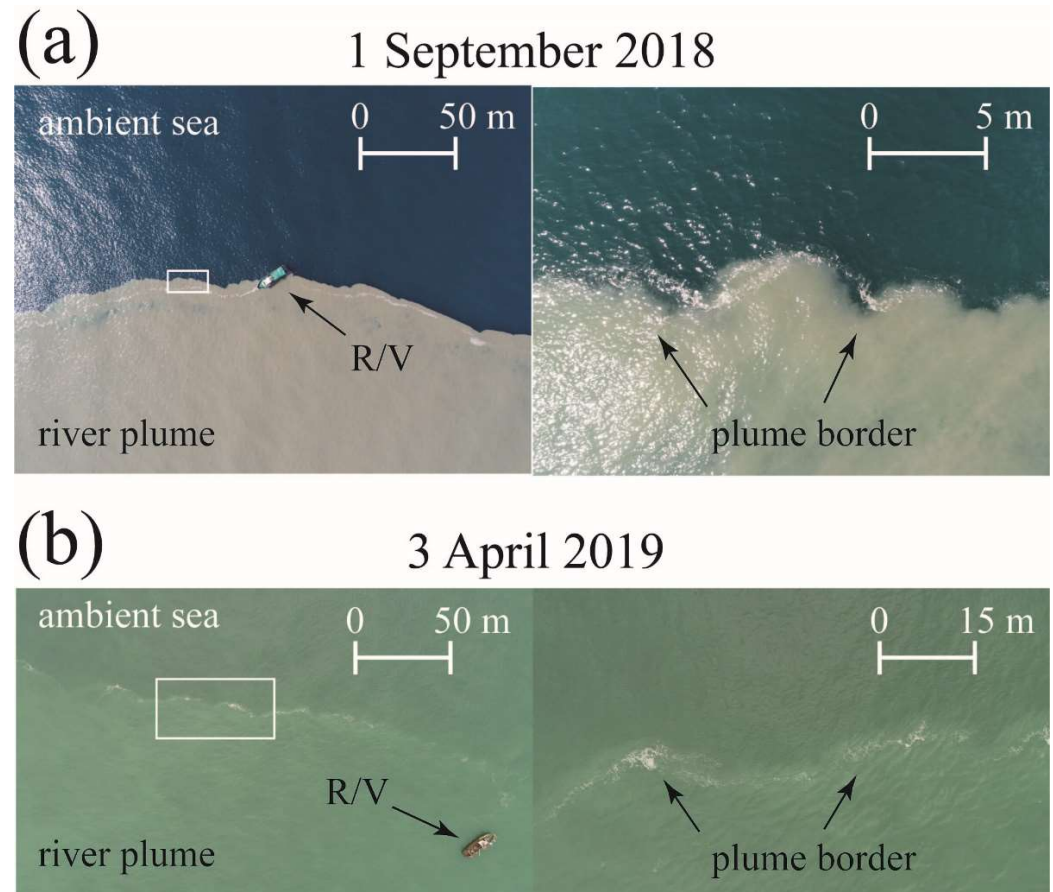 (a)
1 September 2018
ambient sea
0 50 m
R/V
river plume
0 5 m
plume border
(b)
3 April 2019
ambient sea
0 50 m
R/V
river plume
0 15 m
plume border